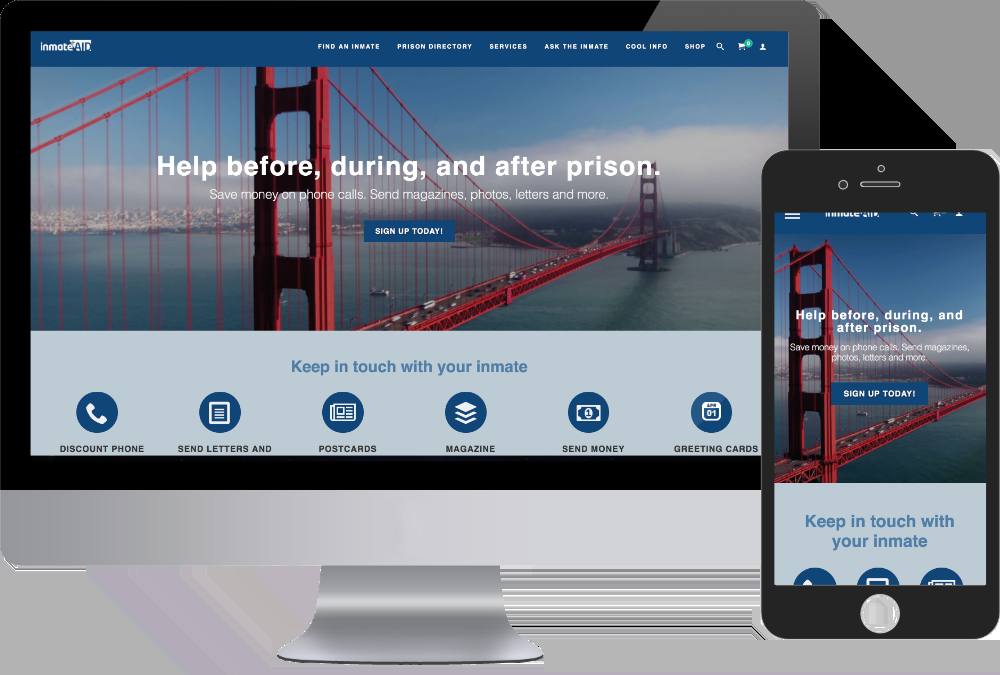 inmateAID
FIND AN INMATE PRISON DIRECTORY SERVICES ASK THE INMATE COOL INFO SHOP 0
Help before, during, and after prison.
Save money on phone calls. Send magazines, photos, letters and more.
SIGN UP TODAY!
Keep in touch with your inmate
1
APR
01
DISCOUNT PHONE SEND LETTERS AND POSTCARDS MAGAZINE SEND MONEY GREETING CARDS
inmateAID
Help before, during, and
after prison.
Save money on phone calls. Send magazines,
photos, letters and more.
SIGN UP TODAY!
Keep in touch with
your inmate